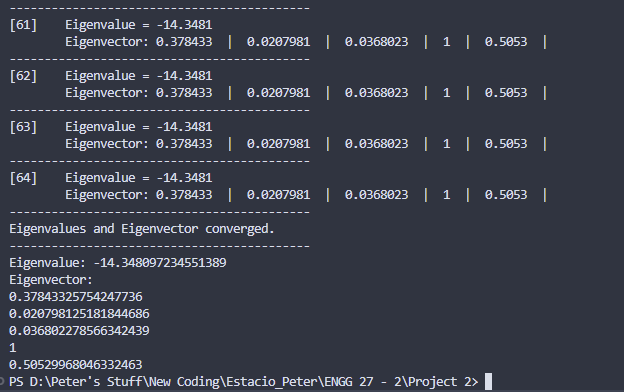 -------------------------------------------
[61]    Eigenvalue = -14.3481
        Eigenvector: 0.378433  |  0.0207981  |  0.0368023  |  1  |  0.5053  |
-------------------------------------------
[62]    Eigenvalue = -14.3481
        Eigenvector: 0.378433  |  0.0207981  |  0.0368023  |  1  |  0.5053  |
-------------------------------------------
[63]    Eigenvalue = -14.3481
        Eigenvector: 0.378433  |  0.0207981  |  0.0368023  |  1  |  0.5053  |
-------------------------------------------
[64]    Eigenvalue = -14.3481
        Eigenvector: 0.378433  |  0.0207981  |  0.0368023  |  1  |  0.5053  |
-------------------------------------------
Eigenvalues and Eigenvector converged.
-------------------------------------------
Eigenvalue: -14.348097234551389
Eigenvector:
0.37843325754247736
0.020798125181844686
0.036802278566342439
1
0.50529968046332463
PS D:\Peter's Stuff\New Coding\Estacio_Peter\ENGG 27 - 2\Project 2>